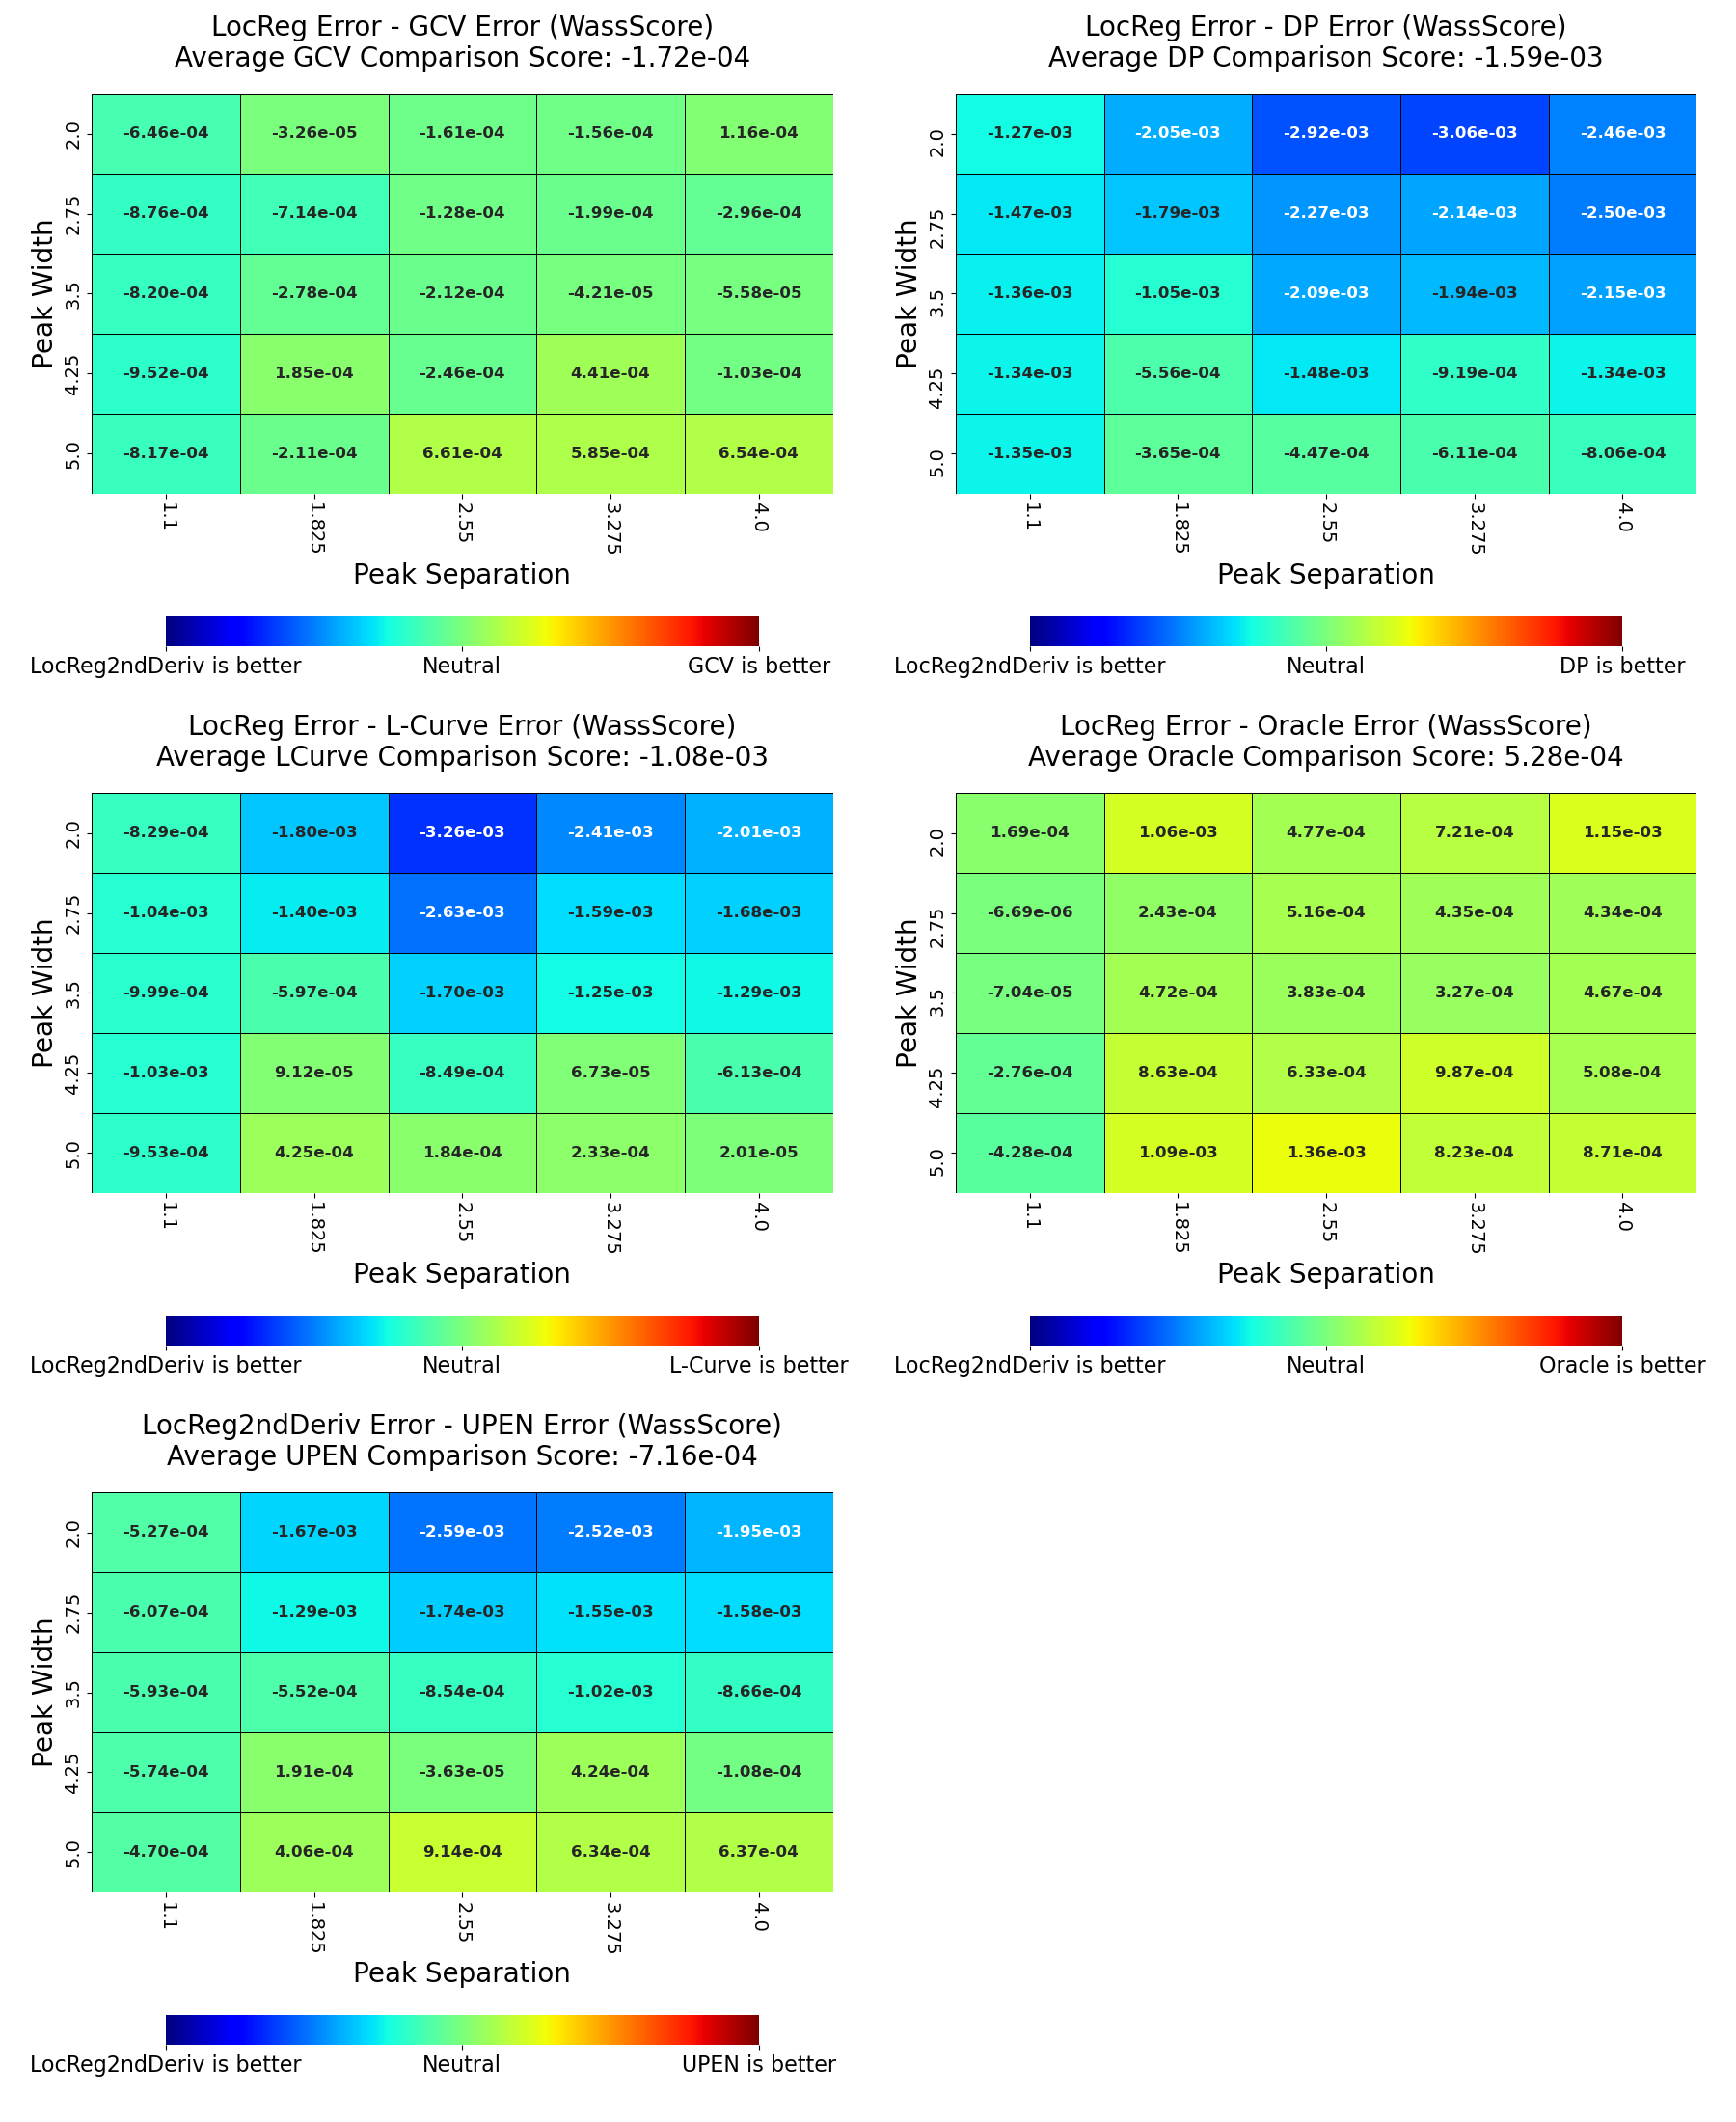 LocReg Error - GCV Error (WassScore)
Average GCV Comparison Score: -1.72e-04
Peak Width
2.0 -6.46e-04 -3.26e-05 -1.61e-04 -1.56e-04 1.16e-04
2.75 -8.76e-04 -7.14e-04 -1.28e-04 -1.99e-04 -2.96e-04
3.5 -8.20e-04 -2.78e-04 -2.12e-04 -4.21e-05 -5.58e-05
4.25 -9.52e-04 1.85e-04 -2.46e-04 4.41e-04 -1.03e-04
5.0 -8.17e-04 -2.11e-04 6.61e-04 5.85e-04 6.54e-04
1.1 1.825 2.55 3.275 4.0
Peak Separation
LocReg2ndDeriv is better Neutral GCV is better
LocReg Error - DP Error (WassScore)
Average DP Comparison Score: -1.59e-03
Peak Width
2.0 -1.27e-03 -2.05e-03 -2.92e-03 -3.06e-03 -2.46e-03
2.75 -1.47e-03 -1.79e-03 -2.27e-03 -2.14e-03 -2.50e-03
3.5 -1.36e-03 -1.05e-03 -2.09e-03 -1.94e-03 -2.15e-03
4.25 -1.34e-03 -5.56e-04 -1.48e-03 -9.19e-04 -1.34e-03
5.0 -1.35e-03 -3.65e-04 -4.47e-04 -6.11e-04 -8.06e-04
1.1 1.825 2.55 3.275 4.0
Peak Separation
LocReg2ndDeriv is better Neutral DP is better
LocReg Error - L-Curve Error (WassScore)
Average LCurve Comparison Score: -1.08e-03
Peak Width
2.0 -8.29e-04 -1.80e-03 -3.26e-03 -2.41e-03 -2.01e-03
2.75 -1.04e-03 -1.40e-03 -2.63e-03 -1.59e-03 -1.68e-03
3.5 -9.99e-04 -5.97e-04 -1.70e-03 -1.25e-03 -1.29e-03
4.25 -1.03e-03 9.12e-05 -8.49e-04 6.73e-05 -6.13e-04
5.0 -9.53e-04 4.25e-04 1.84e-04 2.33e-04 2.01e-05
1.1 1.825 2.55 3.275 4.0
Peak Separation
LocReg2ndDeriv is better Neutral L-Curve is better
LocReg Error - Oracle Error (WassScore)
Average Oracle Comparison Score: 5.28e-04
Peak Width
2.0 1.69e-04 1.06e-03 4.77e-04 7.21e-04 1.15e-03
2.75 -6.69e-06 2.43e-04 5.16e-04 4.35e-04 4.34e-04
3.5 -7.04e-05 4.72e-04 3.83e-04 3.27e-04 4.67e-04
4.25 -2.76e-04 8.63e-04 6.33e-04 9.87e-04 5.08e-04
5.0 -4.28e-04 1.09e-03 1.36e-03 8.23e-04 8.71e-04
1.1 1.825 2.55 3.275 4.0
Peak Separation
LocReg2ndDeriv is better Neutral Oracle is better
LocReg2ndDeriv Error - UPEN Error (WassScore)
Average UPEN Comparison Score: -7.16e-04
Peak Width
2.0 -5.27e-04 -1.67e-03 -2.59e-03 -2.52e-03 -1.95e-03
2.75 -6.07e-04 -1.29e-03 -1.74e-03 -1.55e-03 -1.58e-03
3.5 -5.93e-04 -5.52e-04 -8.54e-04 -1.02e-03 -8.66e-04
4.25 -5.74e-04 1.91e-04 -3.63e-05 4.24e-04 -1.08e-04
5.0 -4.70e-04 4.06e-04 9.14e-04 6.34e-04 6.37e-04
1.1 1.825 2.55 3.275 4.0
Peak Separation
LocReg2ndDeriv is better Neutral UPEN is better